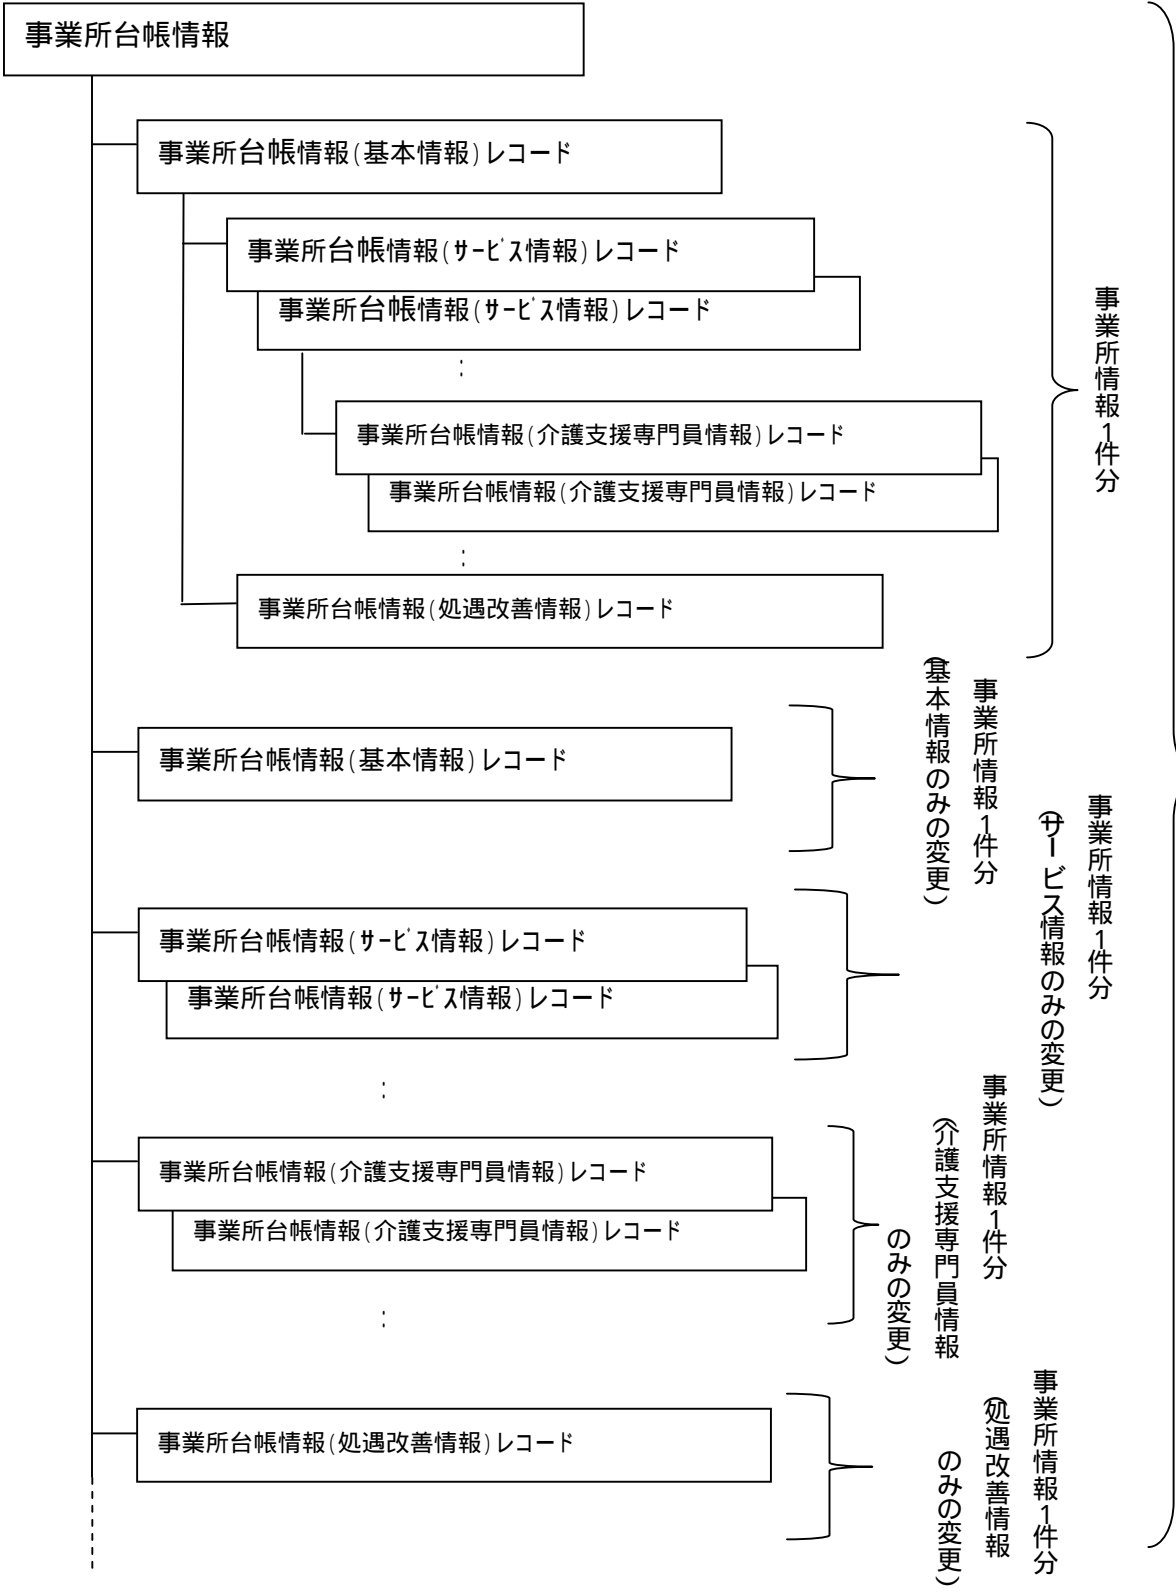 事業所台帳情報
事業所台帳情報(基本情報)レコード
事業所台帳情報(ｻｰﾋﾞｽ情報)レコード
事業所台帳情報(ｻｰﾋﾞｽ情報)レコード
:
事業所台帳情報(介護支援専門員情報)レコード
事業所台帳情報(介護支援専門員情報)レコード
:
事業所台帳情報(処遇改善情報)レコード
事業所情報1件分
事業所台帳情報(基本情報)レコード
事業所情報1件分
(基本情報のみの変更)
事業所台帳情報(ｻｰﾋﾞｽ情報)レコード
事業所台帳情報(ｻｰﾋﾞｽ情報)レコード
:
事業所情報1件分
(サービス情報のみの変更)
事業所台帳情報(介護支援専門員情報)レコード
事業所台帳情報(介護支援専門員情報)レコード
:
事業所情報1件分
(介護支援専門員情報
のみの変更)
事業所台帳情報(処遇改善情報)レコード
事業所情報1件分
(処遇改善情報
のみの変更)